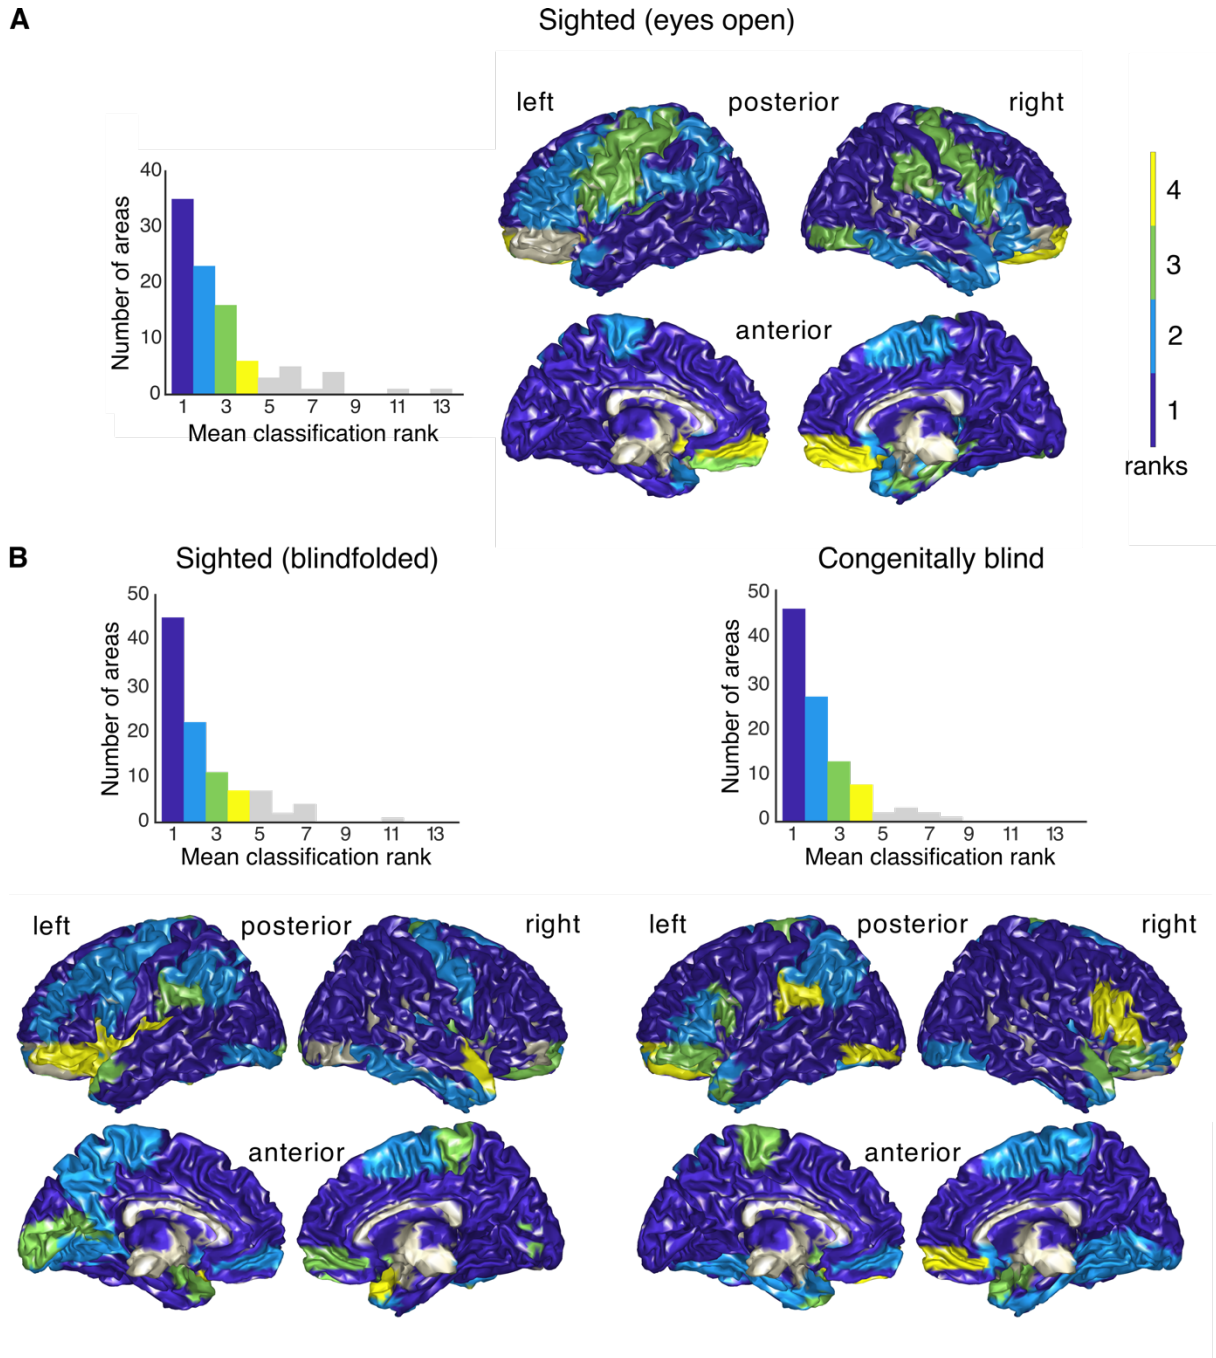 A
Sighted (eyes open)
left
posterior
right
40
30
20
10
0
Number of areas
1 3 5 7 9 11 13
Mean classification rank
anterior
4
3
2
1
ranks
B
Sighted (blindfolded)
50
40
30
20
10
0
Number of areas
1 3 5 7 9 11 13
Mean classification rank
Congenitally blind
50
40
30
20
10
0
Number of areas
1 3 5 7 9 11 13
Mean classification rank
left
posterior
right
anterior
left
posterior
right
anterior